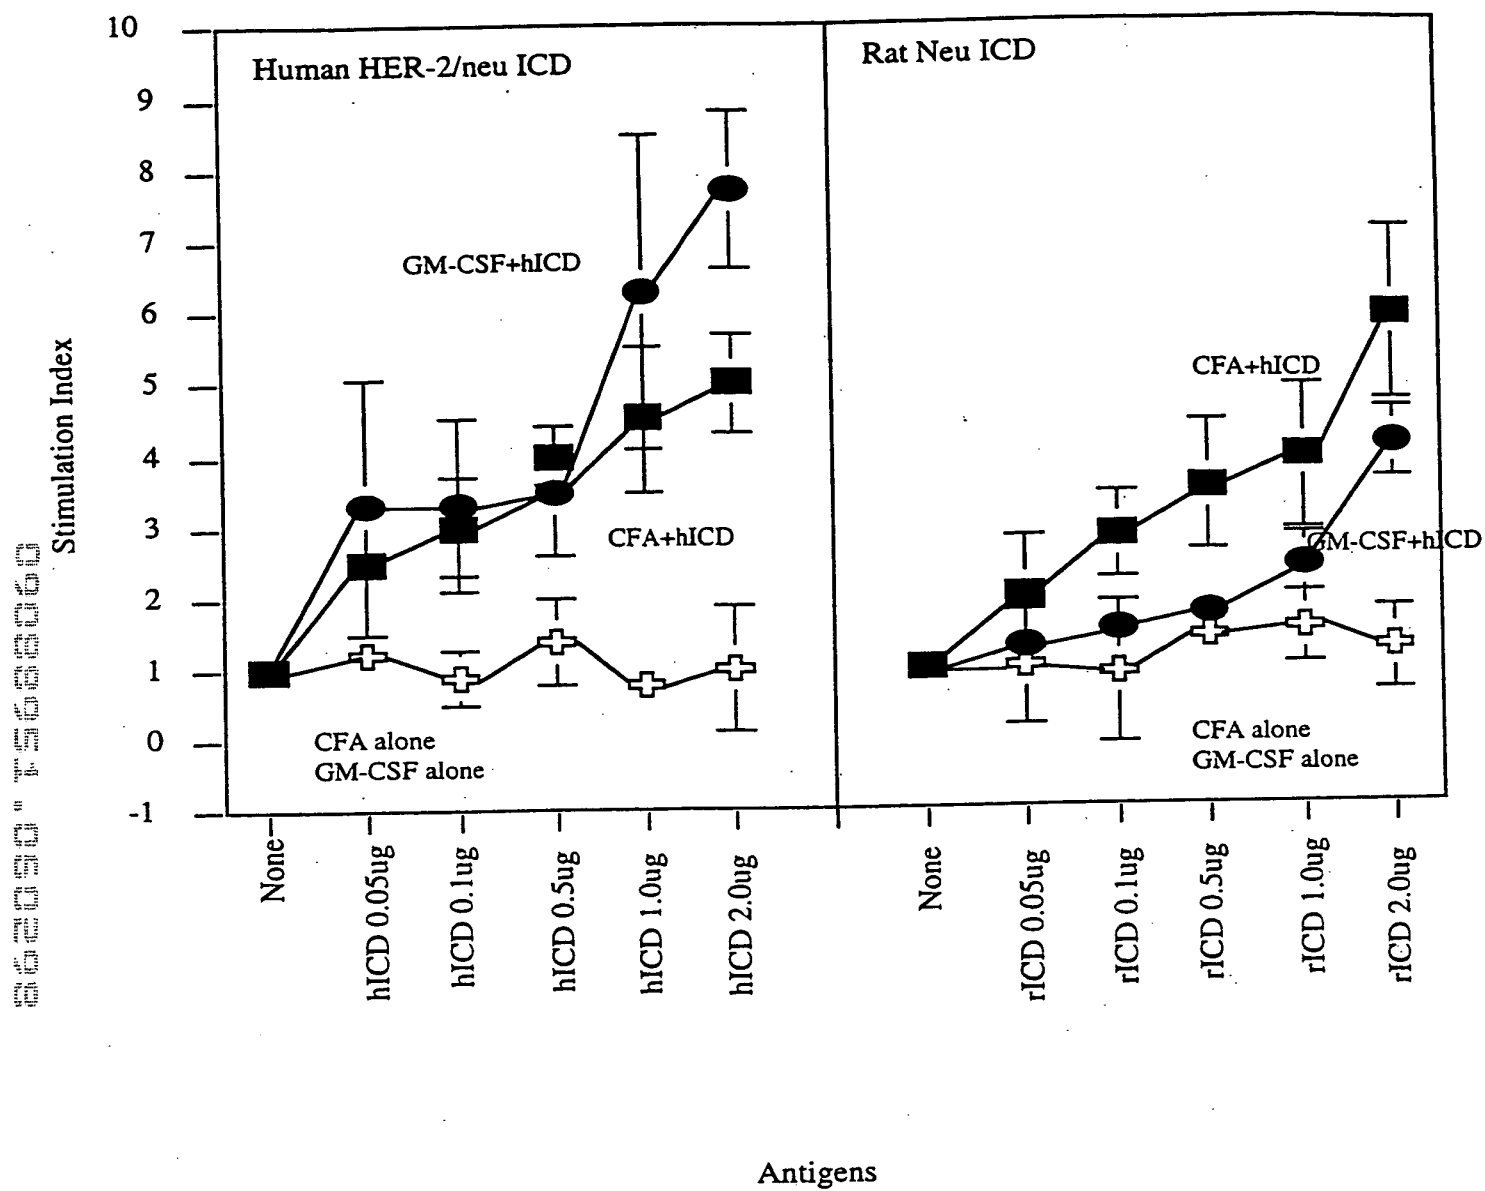 Human HER-2/neu ICD
Rat Neu ICD
10
9
8
7
6
5
4
3
2
1
0
-1
Stimulation Index
GM-CSF+hICD
CFA+hICD
CFA alone
GM-CSF alone
CFA+hICD
GM-CSF+hICD
CFA alone
GM-CSF alone
None
hICD 0.05ug
hICD 0.1ug
hICD 0.5ug
hICD 1.0ug
hICD 2.0ug
None
rICD 0.05ug
rICD 0.1ug
rICD 0.5ug
rICD 1.0ug
rICD 2.0ug
Antigens